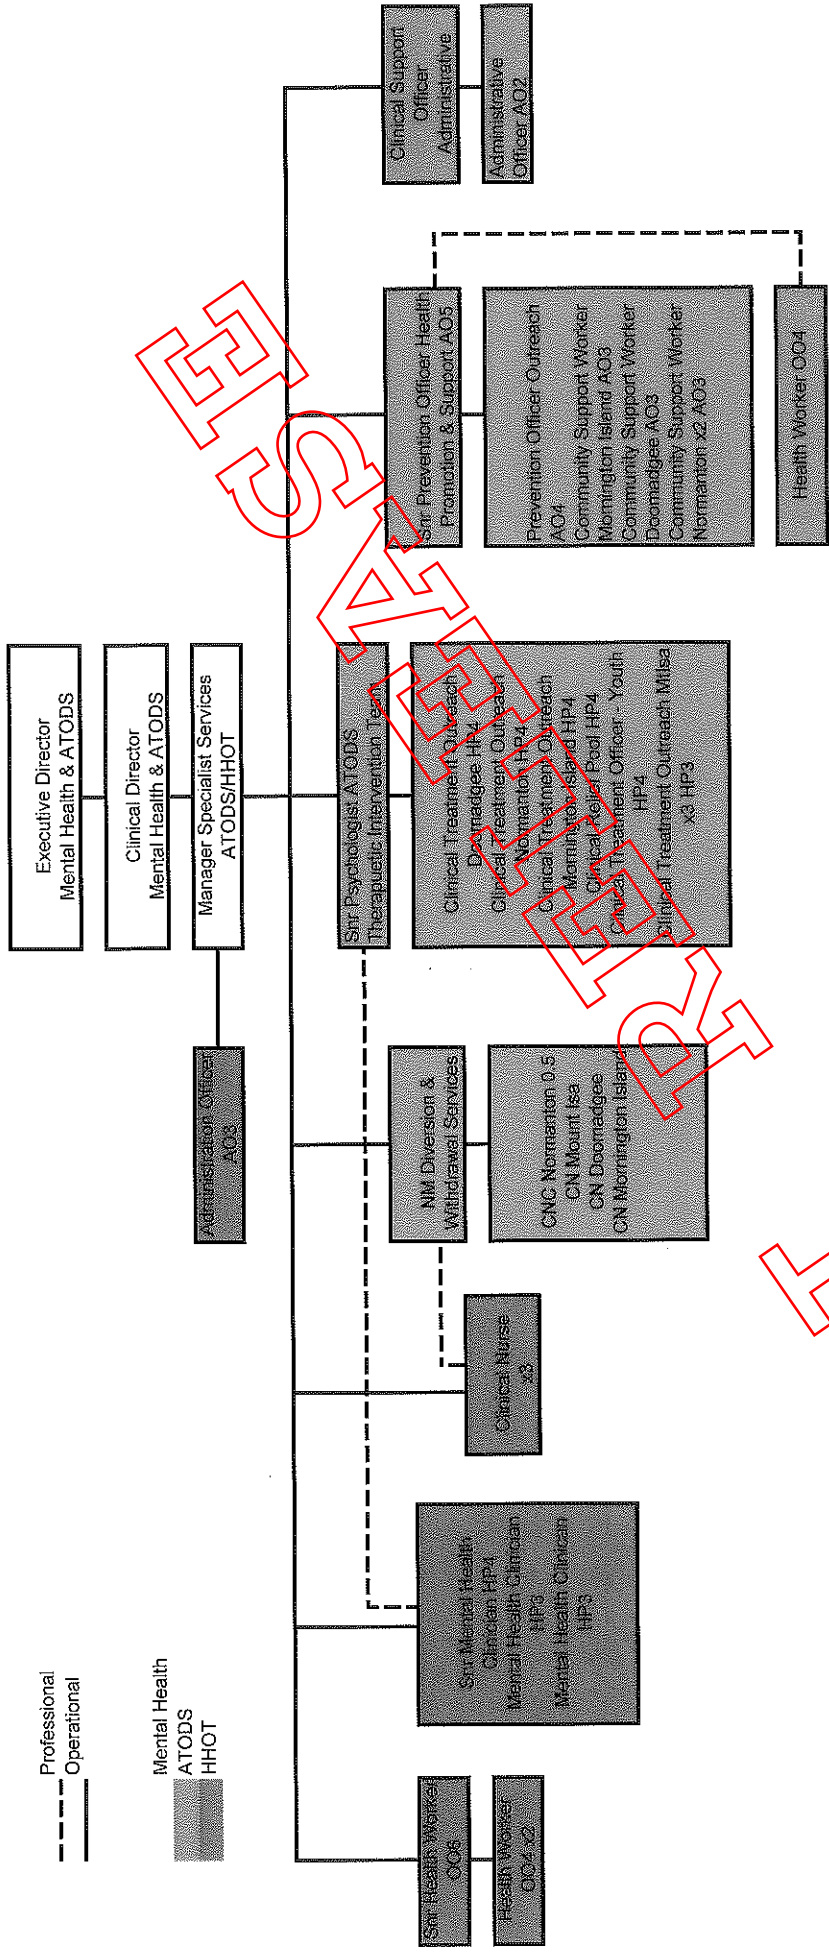 Professional
Operational
Mental Health
ATODS
HHOT
Executive Director
Mental Health & ATODS
Clinical Director
Mental Health & ATODS
Manager Specialist Services
ATODS/HHOT
Administration Officer
AO3
Snr Health Worker
OO6
Health Worker
OO4 x2
Snr Mental Health
Clinician HP4
Mental Health Clinician
HP3
Mental Health Clinican
HP3
Clinical Nurse
x3
NM Diversion &
Withdrawal Services
CNC Normanton 0.5
CN Mount Isa
CN Doomadgee
CN Mornington Island
Snr Psychologist ATODS
Therapuetic Intervention Team
Clinical Treatment Outreach
Doomadgee HP4
Clinical Treatment Outreach
Normanton HP4
Clinical Treatment Outreach
Mornington Island HP4
Clinical Relief Pool HP4
Clinical Treatment Officer - Youth
HP4
Clinical Treatment Outreach MtIsa
x3 HP3
Snr Prevention Officer Health
Promotion & Support AO5
Prevention Officer Outreach
AO4
Community Support Worker
Mornington Island AO3
Community Support Worker
Doomadgee AO3
Community Support Worker
Normanton x2 AO3
Health Worker OO4
Clinical Support
Officer
Administrative
Administrative
Officer AO2
RTI RELEASE